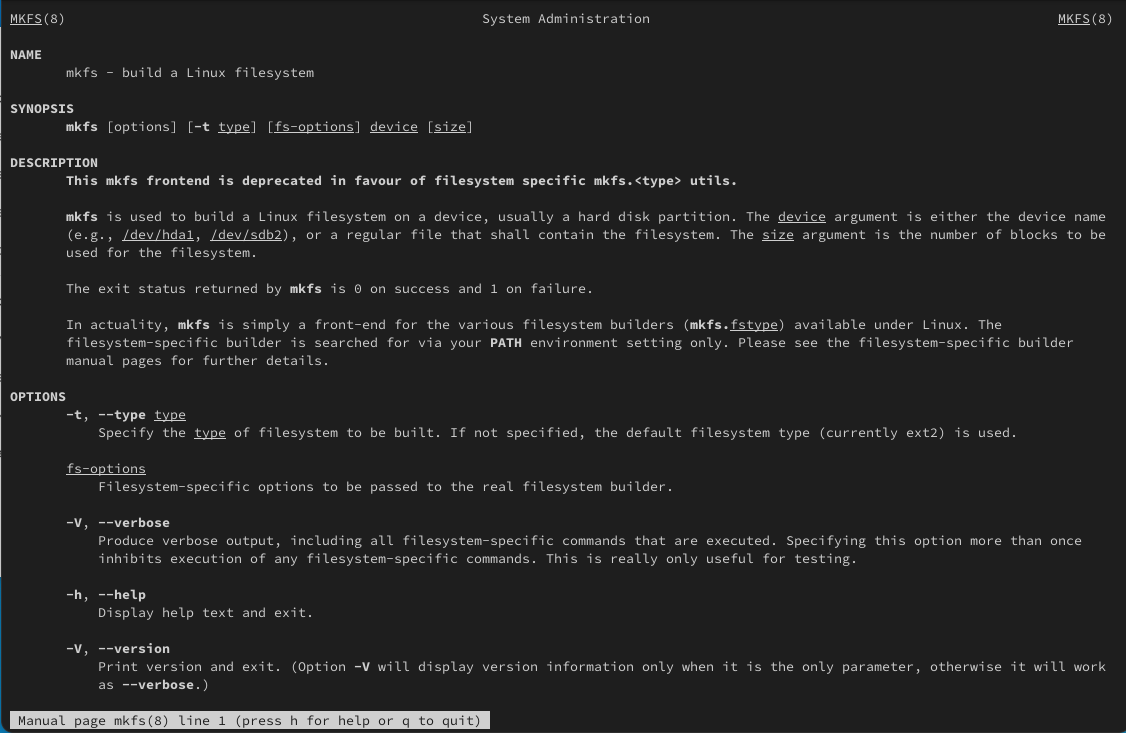 MKFS(8) System Administration MKFS(8)
NAME
mkfs - build a Linux filesystem
SYNOPSIS
mkfs [options] [-t type] [fs-options] device [size]
DESCRIPTION
This mkfs frontend is deprecated in favour of filesystem specific mkfs.<type> utils.
mkfs is used to build a Linux filesystem on a device, usually a hard disk partition. The device argument is either the device name
(e.g., /dev/hda1, /dev/sdb2), or a regular file that shall contain the filesystem. The size argument is the number of blocks to be
used for the filesystem.
The exit status returned by mkfs is 0 on success and 1 on failure.
In actuality, mkfs is simply a front-end for the various filesystem builders (mkfs.fstype) available under Linux. The
filesystem-specific builder is searched for via your PATH environment setting only. Please see the filesystem-specific builder
manual pages for further details.
OPTIONS
-t, --type type
Specify the type of filesystem to be built. If not specified, the default filesystem type (currently ext2) is used.
fs-options
Filesystem-specific options to be passed to the real filesystem builder.
-V, --verbose
Produce verbose output, including all filesystem-specific commands that are executed. Specifying this option more than once
inhibits execution of any filesystem-specific commands. This is really only useful for testing.
-h, --help
Display help text and exit.
-V, --version
Print version and exit. (Option -V will display version information only when it is the only parameter, otherwise it will work
as --verbose.)
Manual page mkfs(8) line 1 (press h for help or q to quit)